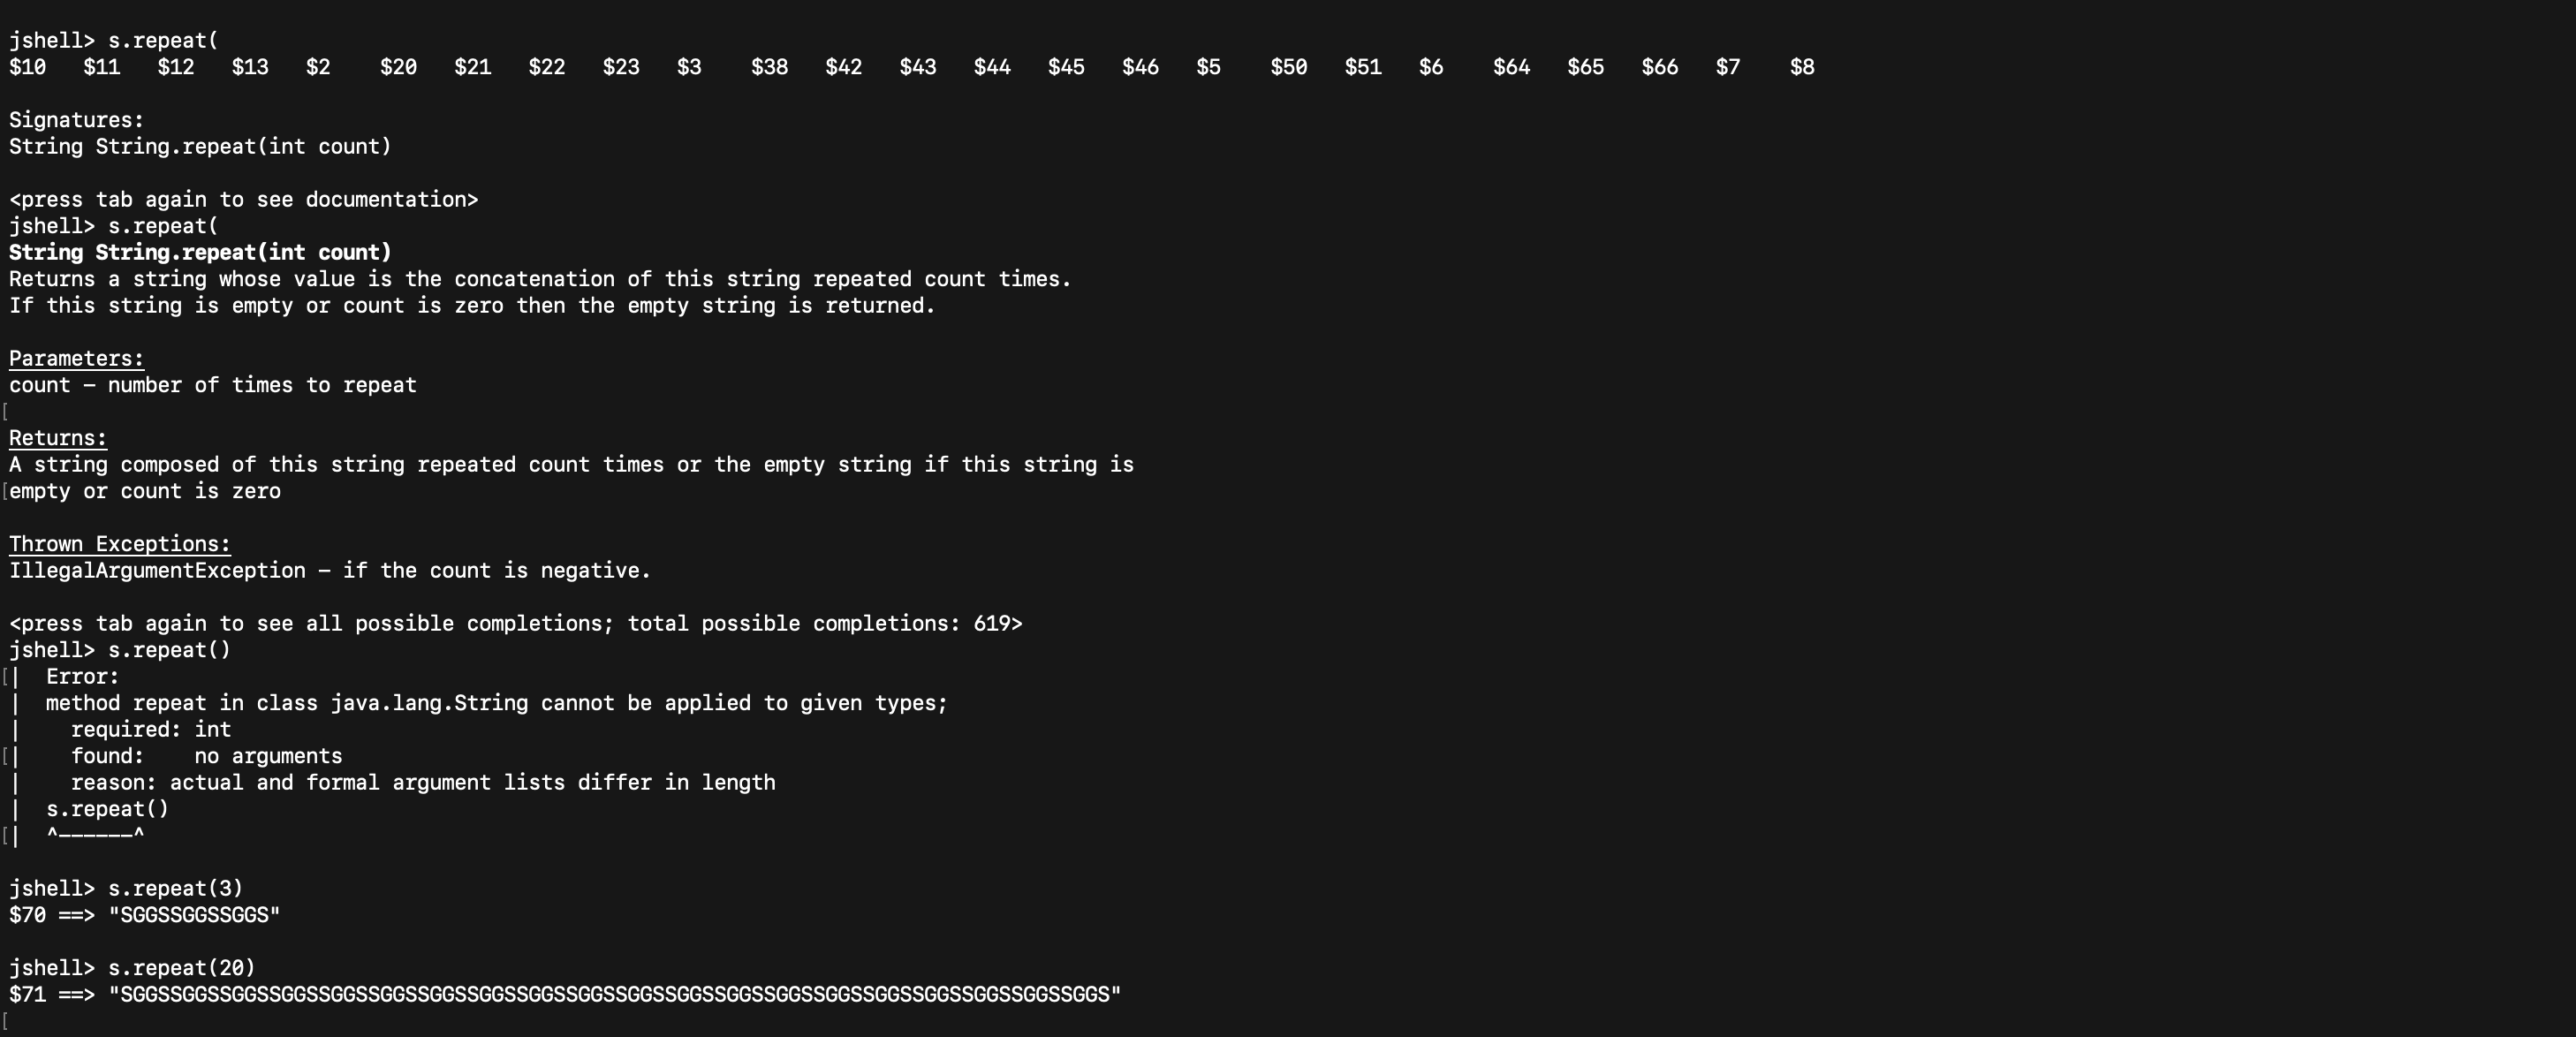 jshell> s.repeat(
$10   $11   $12   $13   $2    $20   $21   $22   $23   $3    $38   $42   $43   $44   $45   $46   $5    $50   $51   $6    $64   $65   $66   $7    $8
Signatures:
String String.repeat(int count)
<press tab again to see documentation>
jshell> s.repeat(
String String.repeat(int count)
Returns a string whose value is the concatenation of this string repeated count times.
If this string is empty or count is zero then the empty string is returned.
Parameters:
count – number of times to repeat
[
Returns:
A string composed of this string repeated count times or the empty string if this string is
[empty or count is zero
Thrown Exceptions:
IllegalArgumentException – if the count is negative.
<press tab again to see all possible completions; total possible completions: 619>
jshell> s.repeat()
[|  Error:
|  method repeat in class java.lang.String cannot be applied to given types;
|    required: int
[|    found:    no arguments
|    reason: actual and formal argument lists differ in length
|  s.repeat()
[|  ^------^
jshell> s.repeat(3)
$70 ==> "SGGSSGGSSGGS"
jshell> s.repeat(20)
$71 ==> "SGGSSGGSSGGSSGGSSGGSSGGSSGGSSGGSSGGSSGGSSGGSSGGSSGGSSGGSSGGSSGGSSGGSSGGSSGGSSGGS"
[